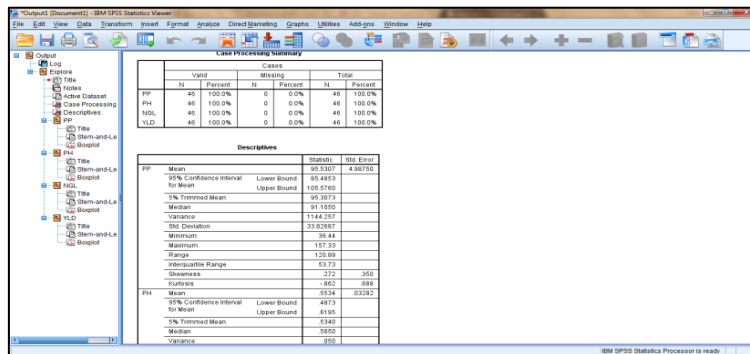 *Output1 [Document1] - IBM SPSS Statistics Viewer
File Edit View Data Transform Insert Format Analyze Direct Marketing Graphs Utilities Add-ons Window Help
Output
Log
Explore
Title
Notes
Active Dataset
Case Processing
Descriptives
PP
Title
Stem-and-Le
Boxplot
PH
Title
Stem-and-Le
Boxplot
NGL
Title
Stem-and-Le
Boxplot
YLD
Title
Stem-and-Le
Boxplot
Case Processing Summary
Cases
Valid Missing Total
N Percent N Percent N Percent
PP 46 100.0% 0 0.0% 46 100.0%
PH 46 100.0% 0 0.0% 46 100.0%
NGL 46 100.0% 0 0.0% 46 100.0%
YLD 46 100.0% 0 0.0% 46 100.0%
Descriptives
Statistic Std. Error
PP Mean 95.5307 4.98750
95% Confidence Interval for Mean Lower Bound 85.4853
Upper Bound 105.5760
5% Trimmed Mean 95.3073
Median 91.1050
Variance 1144.257
Std. Deviation 33.82687
Minimum 36.44
Maximum 157.33
Range 120.89
Interquartile Range 53.73
Skewness .272 .350
Kurtosis -.862 .688
PH Mean .5534 .03282
95% Confidence Interval for Mean Lower Bound .4873
Upper Bound .6195
5% Trimmed Mean .5340
Median .5850
Variance .050
IBM SPSS Statistics Processor is ready